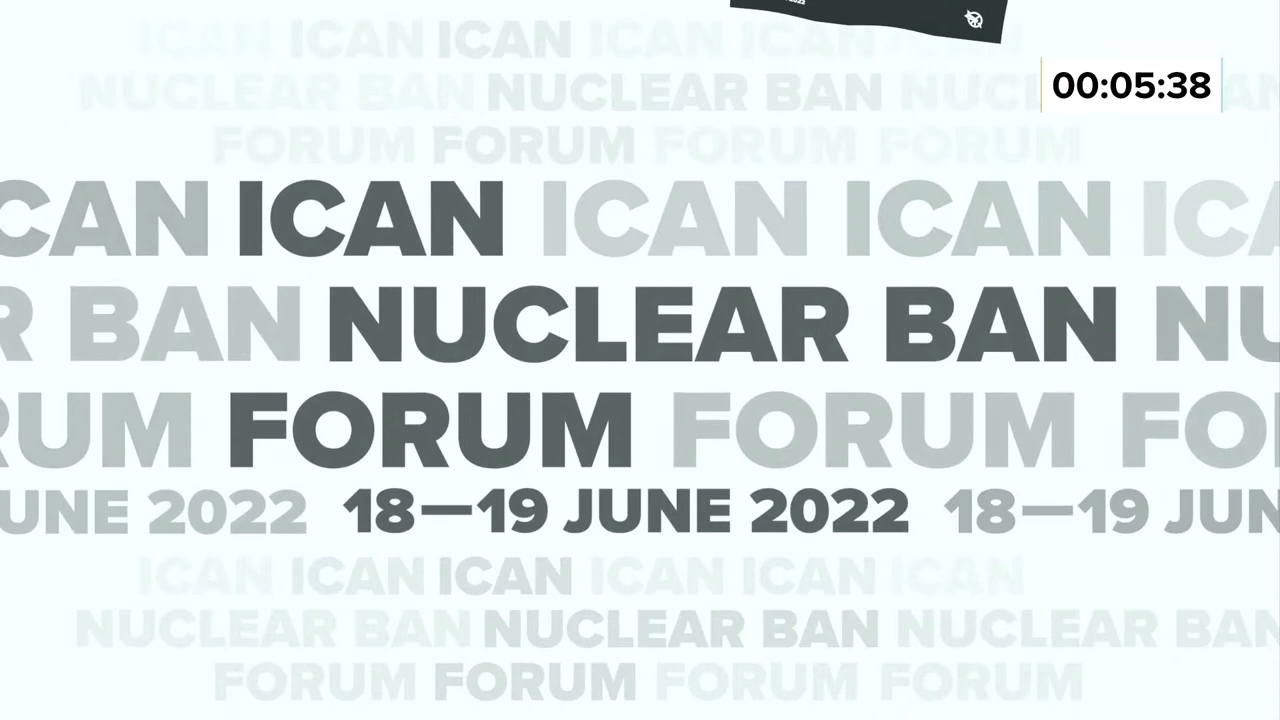 ICAN ICAN ICAN ICAN ICAN ICAN
NUCLEAR BAN NUCLEAR BAN NUCL AN
00:05:38
FORUM FORUM FORUM FORUM
CAN ICAN ICAN ICAN ICA
R BAN NUCLEAR BAN NU
RUM FORUM FORUM FO
UNE 2022 18—19 JUNE 2022 18—19 JUN
ICAN ICAN ICAN ICAN ICAN ICAN
NUCLEAR BAN NUCLEAR BAN NUCLEAR BAN
FORUM FORUM FORUM FORUM